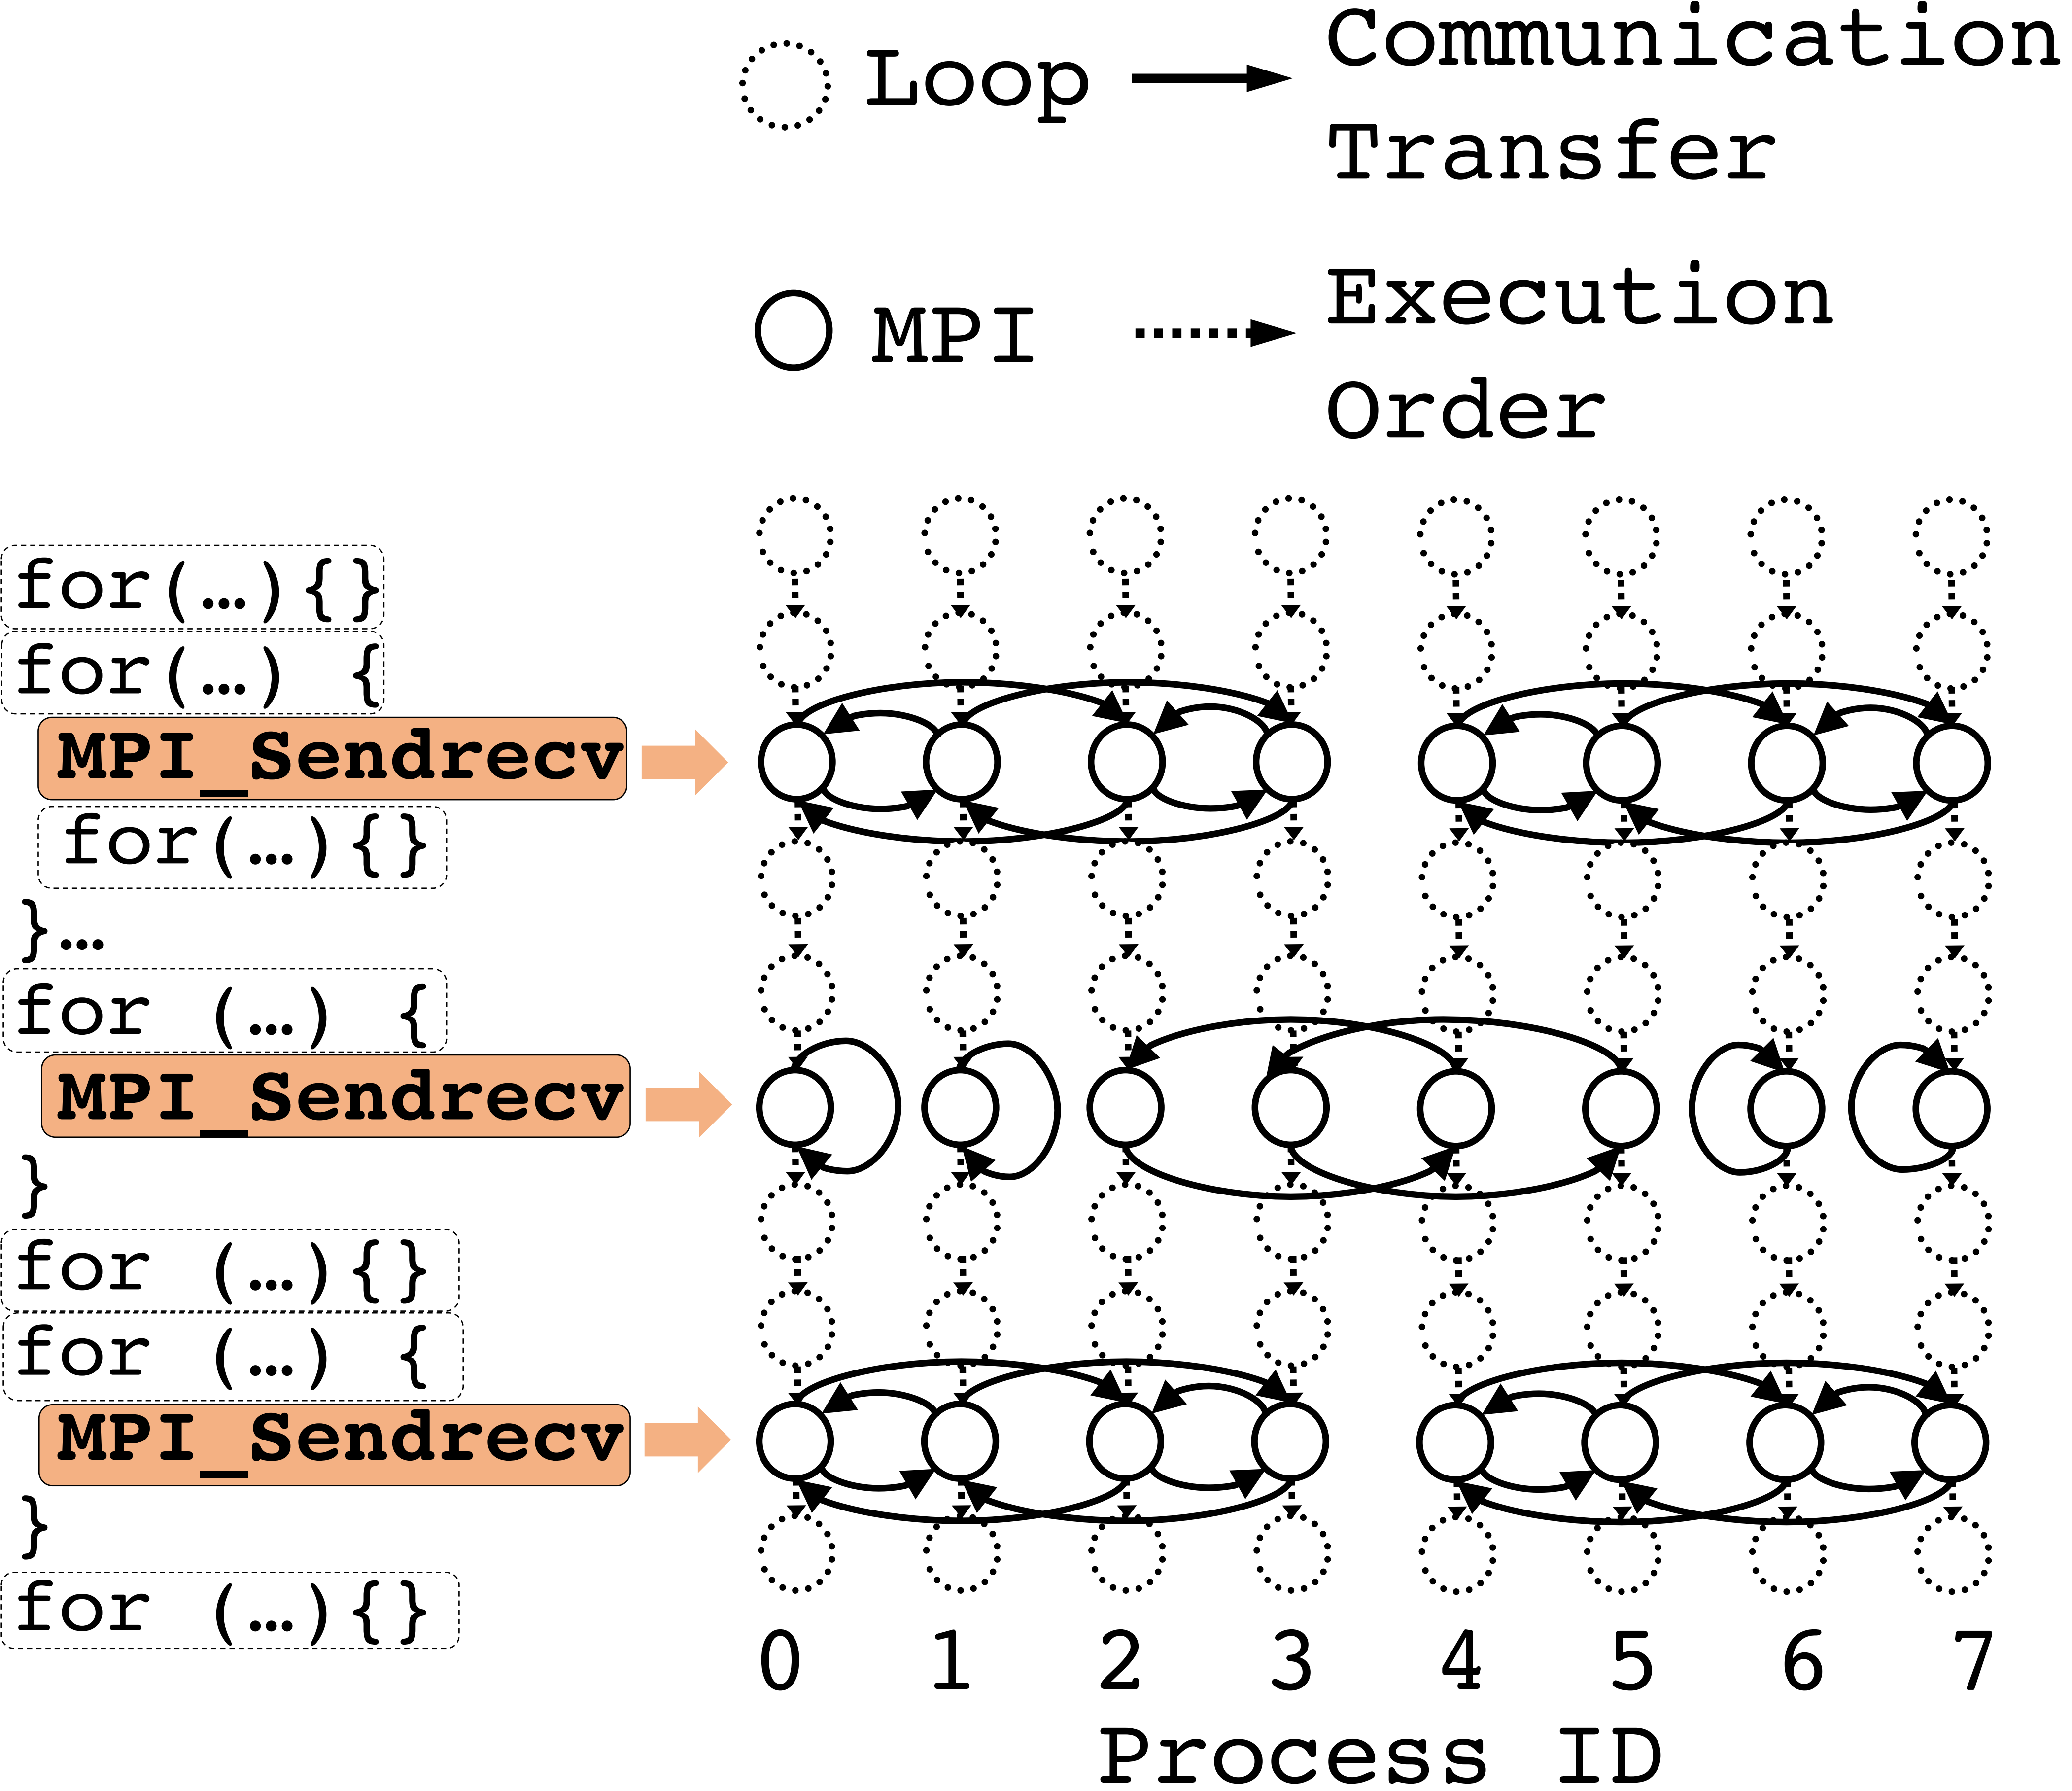 Loop
Communication
Transfer
MPI
Execution
Order
for(…){}
for(…) {
MPI_Sendrecv
for(…){}
}…
for (…) {
MPI_Sendrecv
}
for (…){}
for (…) {
MPI_Sendrecv
}
for (…){}
0 1 2 3 4 5 6 7
Process ID